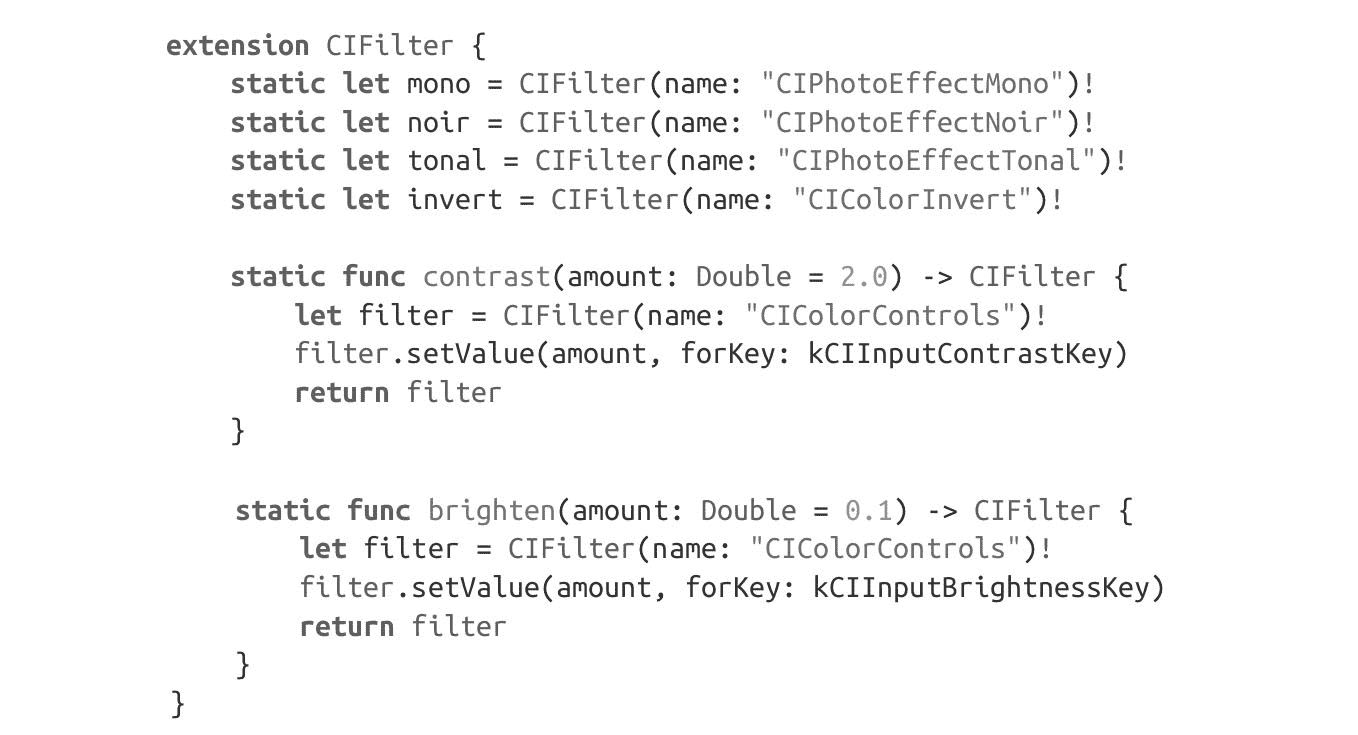 extension CIFilter {
    static let mono = CIFilter(name: "CIPhotoEffectMono")!
    static let noir = CIFilter(name: "CIPhotoEffectNoir")!
    static let tonal = CIFilter(name: "CIPhotoEffectTonal")!
    static let invert = CIFilter(name: "CIColorInvert")!

    static func contrast(amount: Double = 2.0) -> CIFilter {
        let filter = CIFilter(name: "CIColorControls")!
        filter.setValue(amount, forKey: kCIInputContrastKey)
        return filter
    }

    static func brighten(amount: Double = 0.1) -> CIFilter {
        let filter = CIFilter(name: "CIColorControls")!
        filter.setValue(amount, forKey: kCIInputBrightnessKey)
        return filter
    }
}